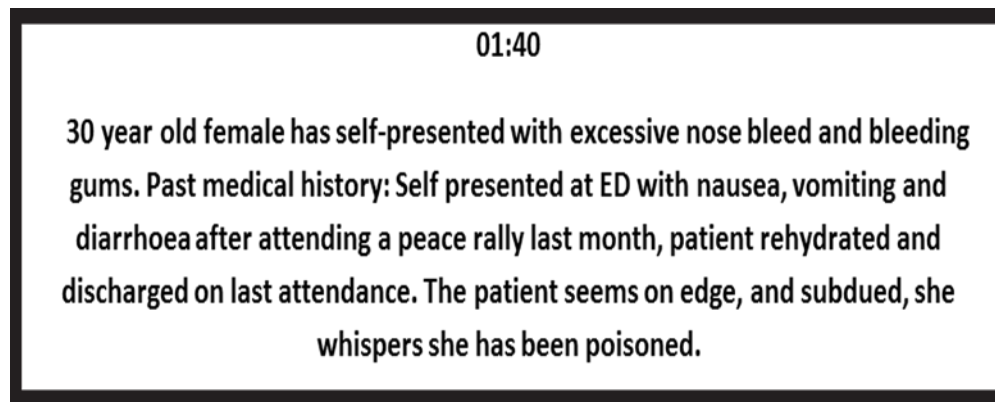 01:40
30 year old female has self-presented with excessive nose bleed and bleeding
gums. Past medical history: Self presented at ED with nausea, vomiting and
diarrhoea after attending a peace rally last month, patient rehydrated and
discharged on last attendance. The patient seems on edge, and subdued, she
whispers she has been poisoned.